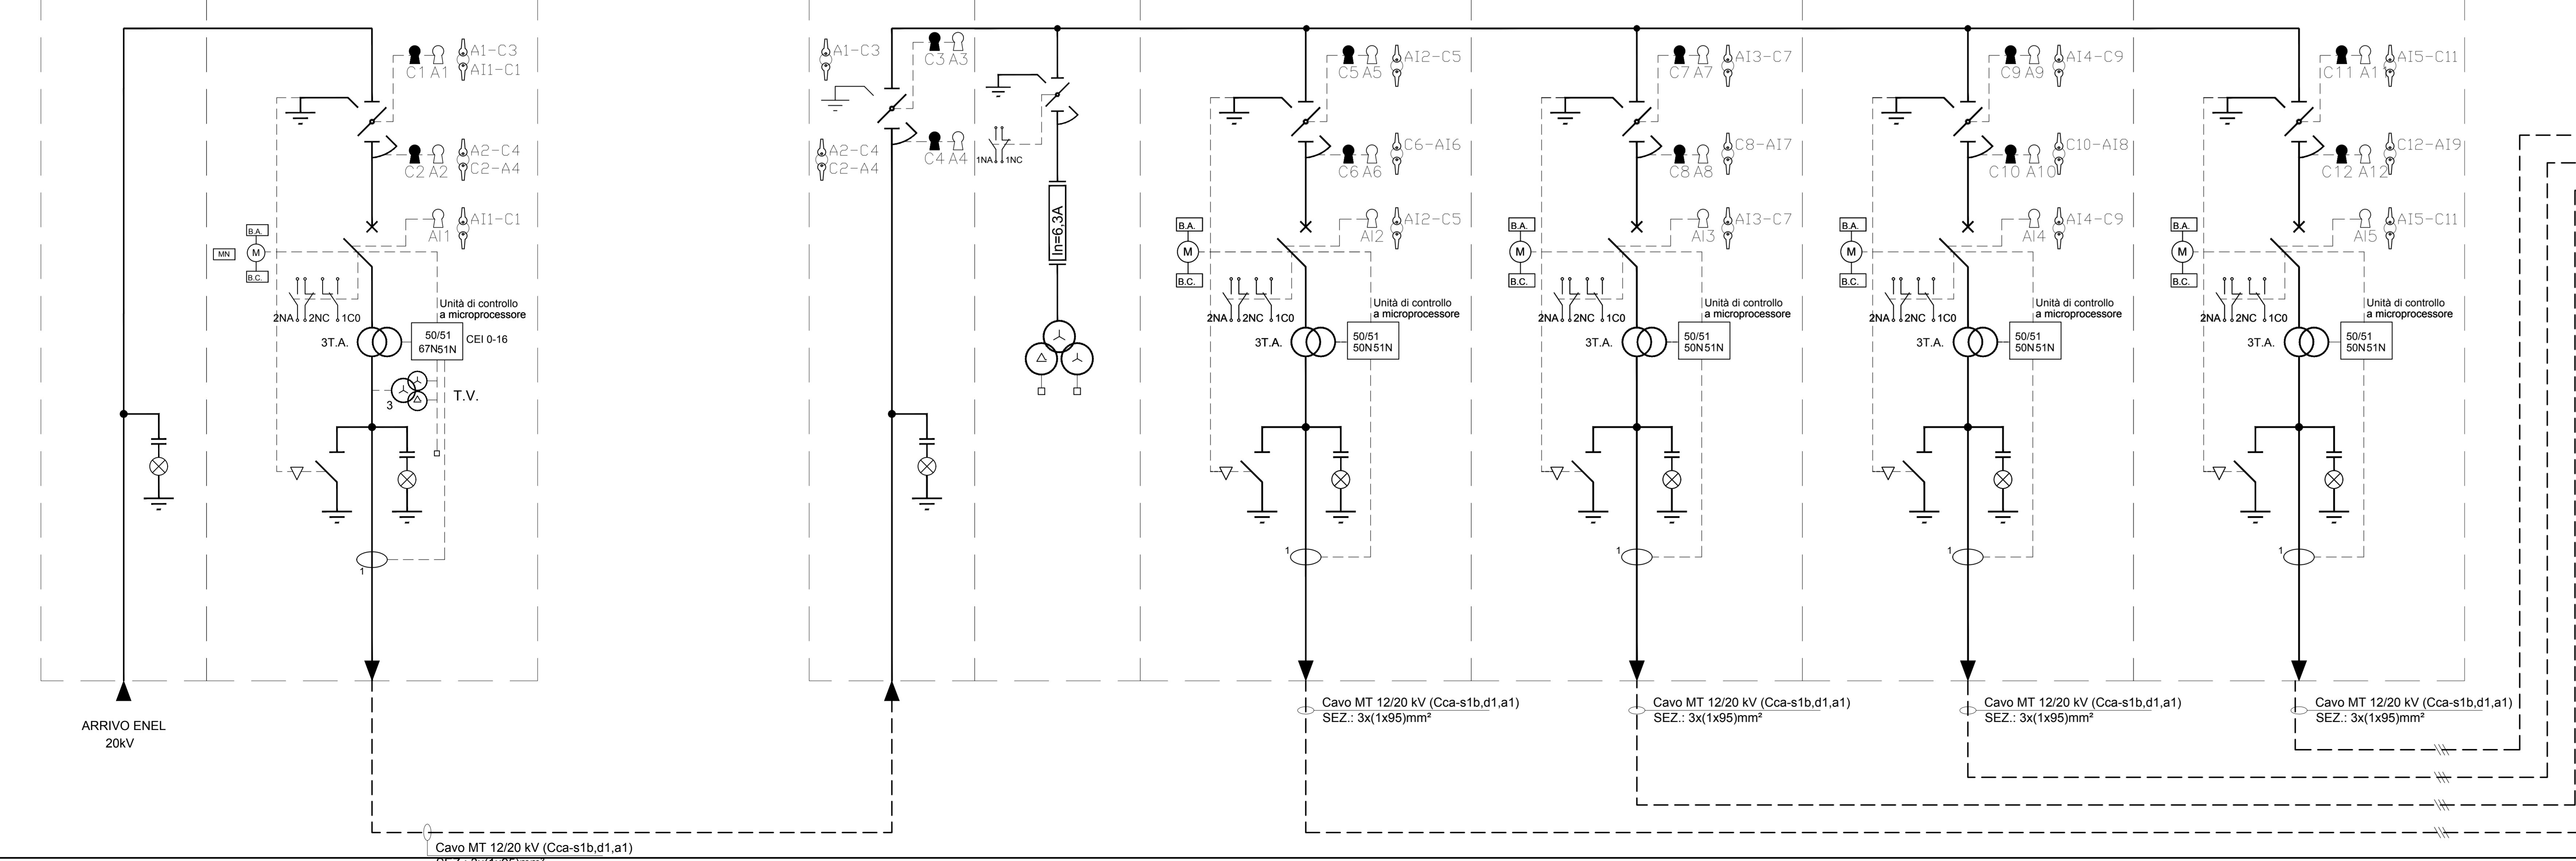 A1-C3
AI1-C1
C1 A1
A2-C4
C2-A4
C2 A2
AI1-C1
AI1
B.A.
MN
M
B.C.
2NA
2NC
1C0
Unità di controllo
a microprocessore
50/51
67N51N
CEI 0-16
3T.A.
T.V.
3
1
ARRIVO ENEL
20kV
Cavo MT 12/20 kV (Cca-s1b,d1,a1)
A1-C3
C3 A3
A2-C4
C2-A4
C4 A4
1NA
1NC
In=6,3A
C5 A5
AI2-C5
C6-AI6
C6 A6
AI2-C5
AI2
B.A.
M
B.C.
2NA
2NC
1C0
Unità di controllo
a microprocessore
3T.A.
50/51
50N51N
1
Cavo MT 12/20 kV (Cca-s1b,d1,a1)
SEZ.: 3x(1x95)mm²
C7 A7
AI3-C7
C8-AI7
C8 A8
AI3-C7
AI3
B.A.
M
B.C.
2NA
2NC
1C0
Unità di controllo
a microprocessore
3T.A.
50/51
50N51N
1
Cavo MT 12/20 kV (Cca-s1b,d1,a1)
SEZ.: 3x(1x95)mm²
C9 A9
AI4-C9
C10-AI8
C10 A10
AI4-C9
AI4
B.A.
M
B.C.
2NA
2NC
1C0
Unità di controllo
a microprocessore
3T.A.
50/51
50N51N
1
Cavo MT 12/20 kV (Cca-s1b,d1,a1)
SEZ.: 3x(1x95)mm²
C11
AI5-C11
C12-AI9
C12 A12
AI5-C11
AI5
B.A.
M
B.C.
2NA
2NC
1C0
Unità di controllo
a microprocessore
3T.A.
50/51
50N51N
1
Cavo MT 12/20 kV (Cca-s1b,d1,a1)
SEZ.: 3x(1x95)mm²